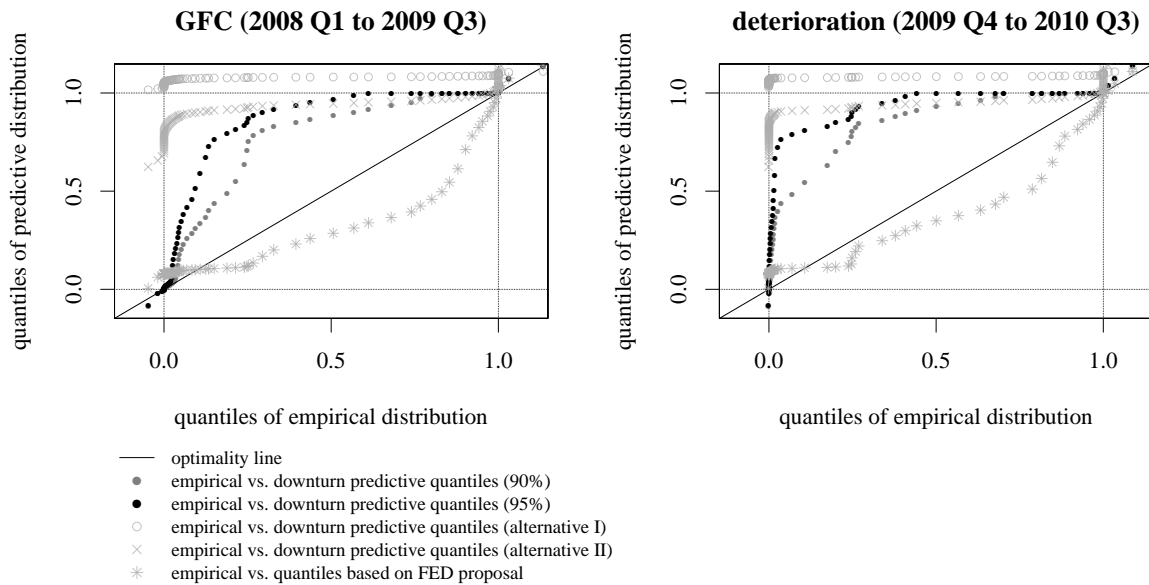 GFC (2008 Q1 to 2009 Q3)
quantiles of predictive distribution
1.0
0.5
0.0
0.0 0.5 1.0
quantiles of empirical distribution
deterioration (2009 Q4 to 2010 Q3)
quantiles of predictive distribution
1.0
0.5
0.0
0.0 0.5 1.0
quantiles of empirical distribution
optimality line
empirical vs. downturn predictive quantiles (90%)
empirical vs. downturn predictive quantiles (95%)
empirical vs. downturn predictive quantiles (alternative I)
empirical vs. downturn predictive quantiles (alternative II)
empirical vs. quantiles based on FED proposal